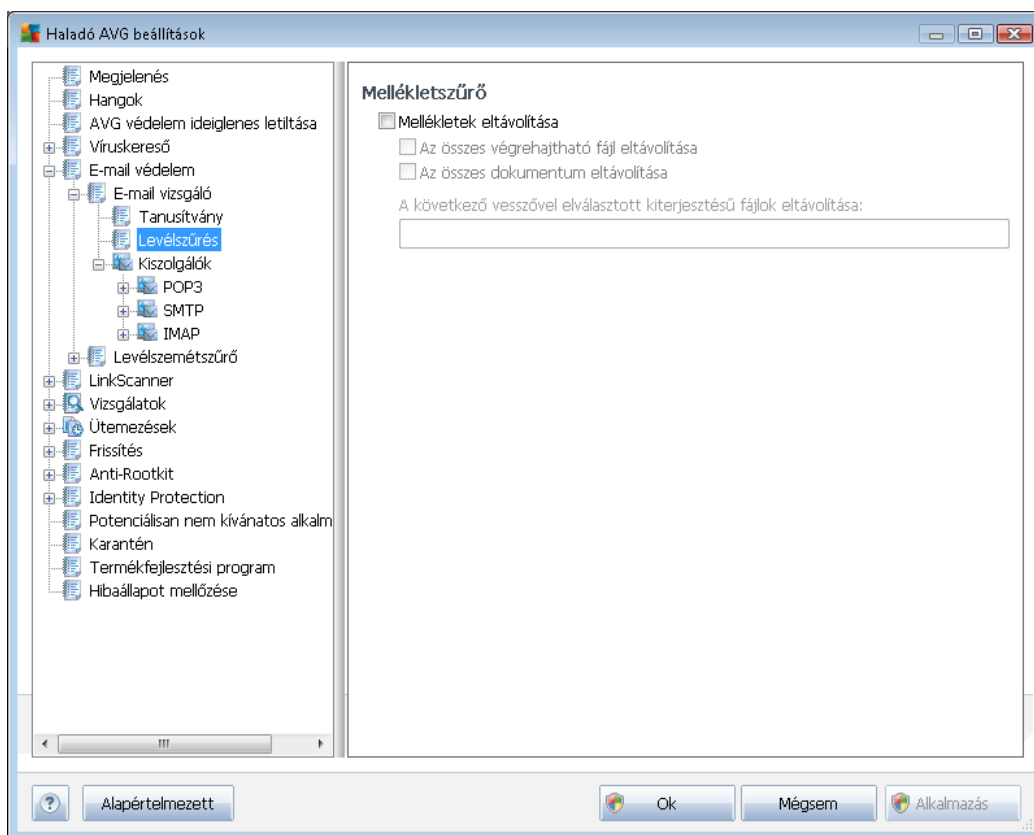 Haladó AVG beállítások
Megjelenés
Hangok
AVG védelem ideiglenes letiltása
Víruskereső
E-mail védelem
E-mail vizsgáló
Tanusítvány
Levélszűrés
Kiszolgálók
POP3
SMTP
IMAP
Levélszemétszűrő
LinkScanner
Vizsgálatok
Ütemezések
Frissítés
Anti-Rootkit
Identity Protection
Potenciálisan nem kívánatos alkalm
Karantén
Termékfejlesztési program
Hibaállapot mellőzése
Mellékletszűrő
Mellékletek eltávolítása
Az összes végrehajtható fájl eltávolítása
Az összes dokumentum eltávolítása
A következő vesszővel elválasztott kiterjesztésű fájlok eltávolítása:
? Alapértelmezett Ok Mégsem Alkalmazás